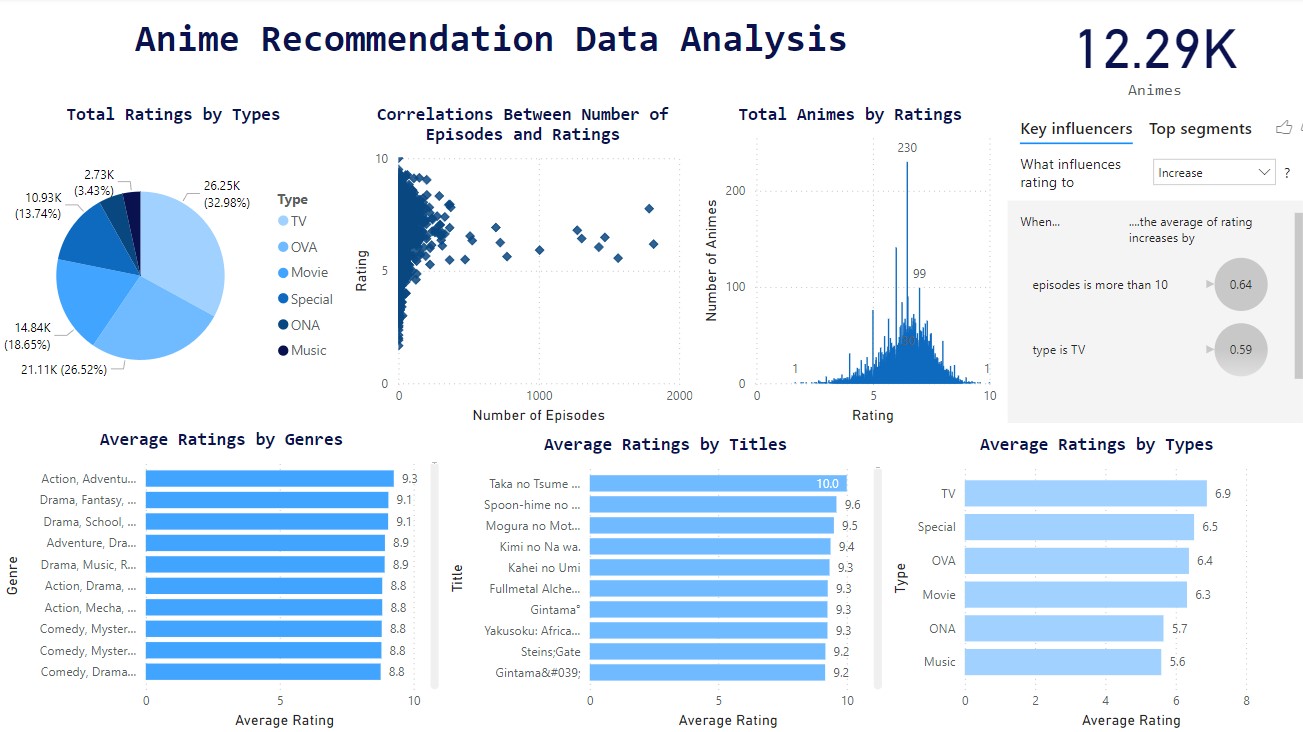 Anime Recommendation Data Analysis
12.29K
Animes
Total Ratings by Types
2.73K
(3.43%)
10.93K
(13.74%)
26.25K
(32.98%)
14.84K
(18.65%)
21.11K (26.52%)
Type
TV
OVA
Movie
Special
ONA
Music
Correlations Between Number of
Episodes and Ratings
Rating
10
5
0
0
1000
2000
Number of Episodes
Total Animes by Ratings
Number of Animes
200
100
0
230
99
1
1
0
5
10
Rating
Key influencers
Top segments
What influences
rating to
Increase
?
When...
....the average of rating
increases by
episodes is more than 10
0.64
type is TV
0.59
Average Ratings by Genres
Genre
Action, Adventu...
9.3
Drama, Fantasy, ...
9.1
Drama, School, ...
9.1
Adventure, Dra...
8.9
Drama, Music, R...
8.9
Action, Drama, ...
8.8
Action, Mecha, ...
8.8
Comedy, Myster...
8.8
Comedy, Myster...
8.8
Comedy, Drama...
8.8
0
5
10
Average Rating
Average Ratings by Titles
Title
Taka no Tsume ...
10.0
Spoon-hime no ...
9.6
Mogura no Mot...
9.5
Kimi no Na wa.
9.4
Kahei no Umi
9.3
Fullmetal Alche...
9.3
Gintama°
9.3
Yakusoku: Africa...
9.3
Steins;Gate
9.2
Gintama&#039;
9.2
0
5
10
Average Rating
Average Ratings by Types
Type
TV
6.9
Special
6.5
OVA
6.4
Movie
6.3
ONA
5.7
Music
5.6
0
2
4
6
8
Average Rating